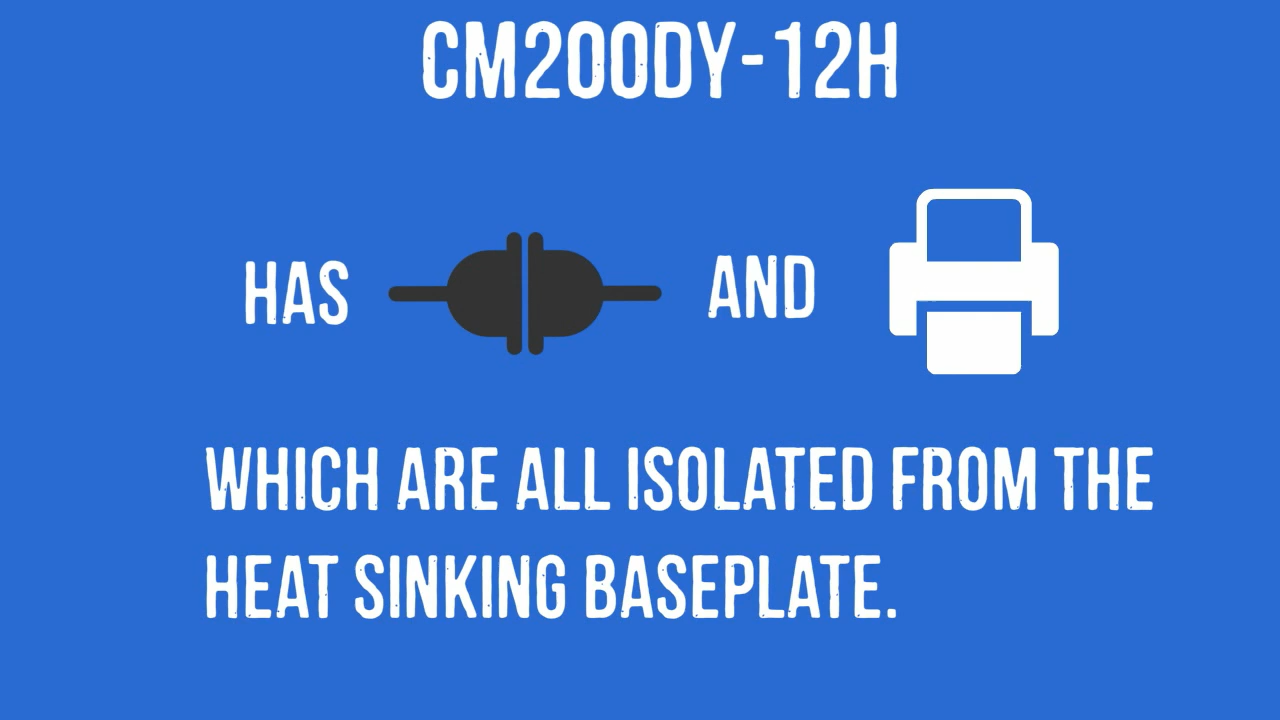 CM200DY-12H
HAS AND
WHICH ARE ALL ISOLATED FROM THE
HEAT SINKING BASEPLATE.